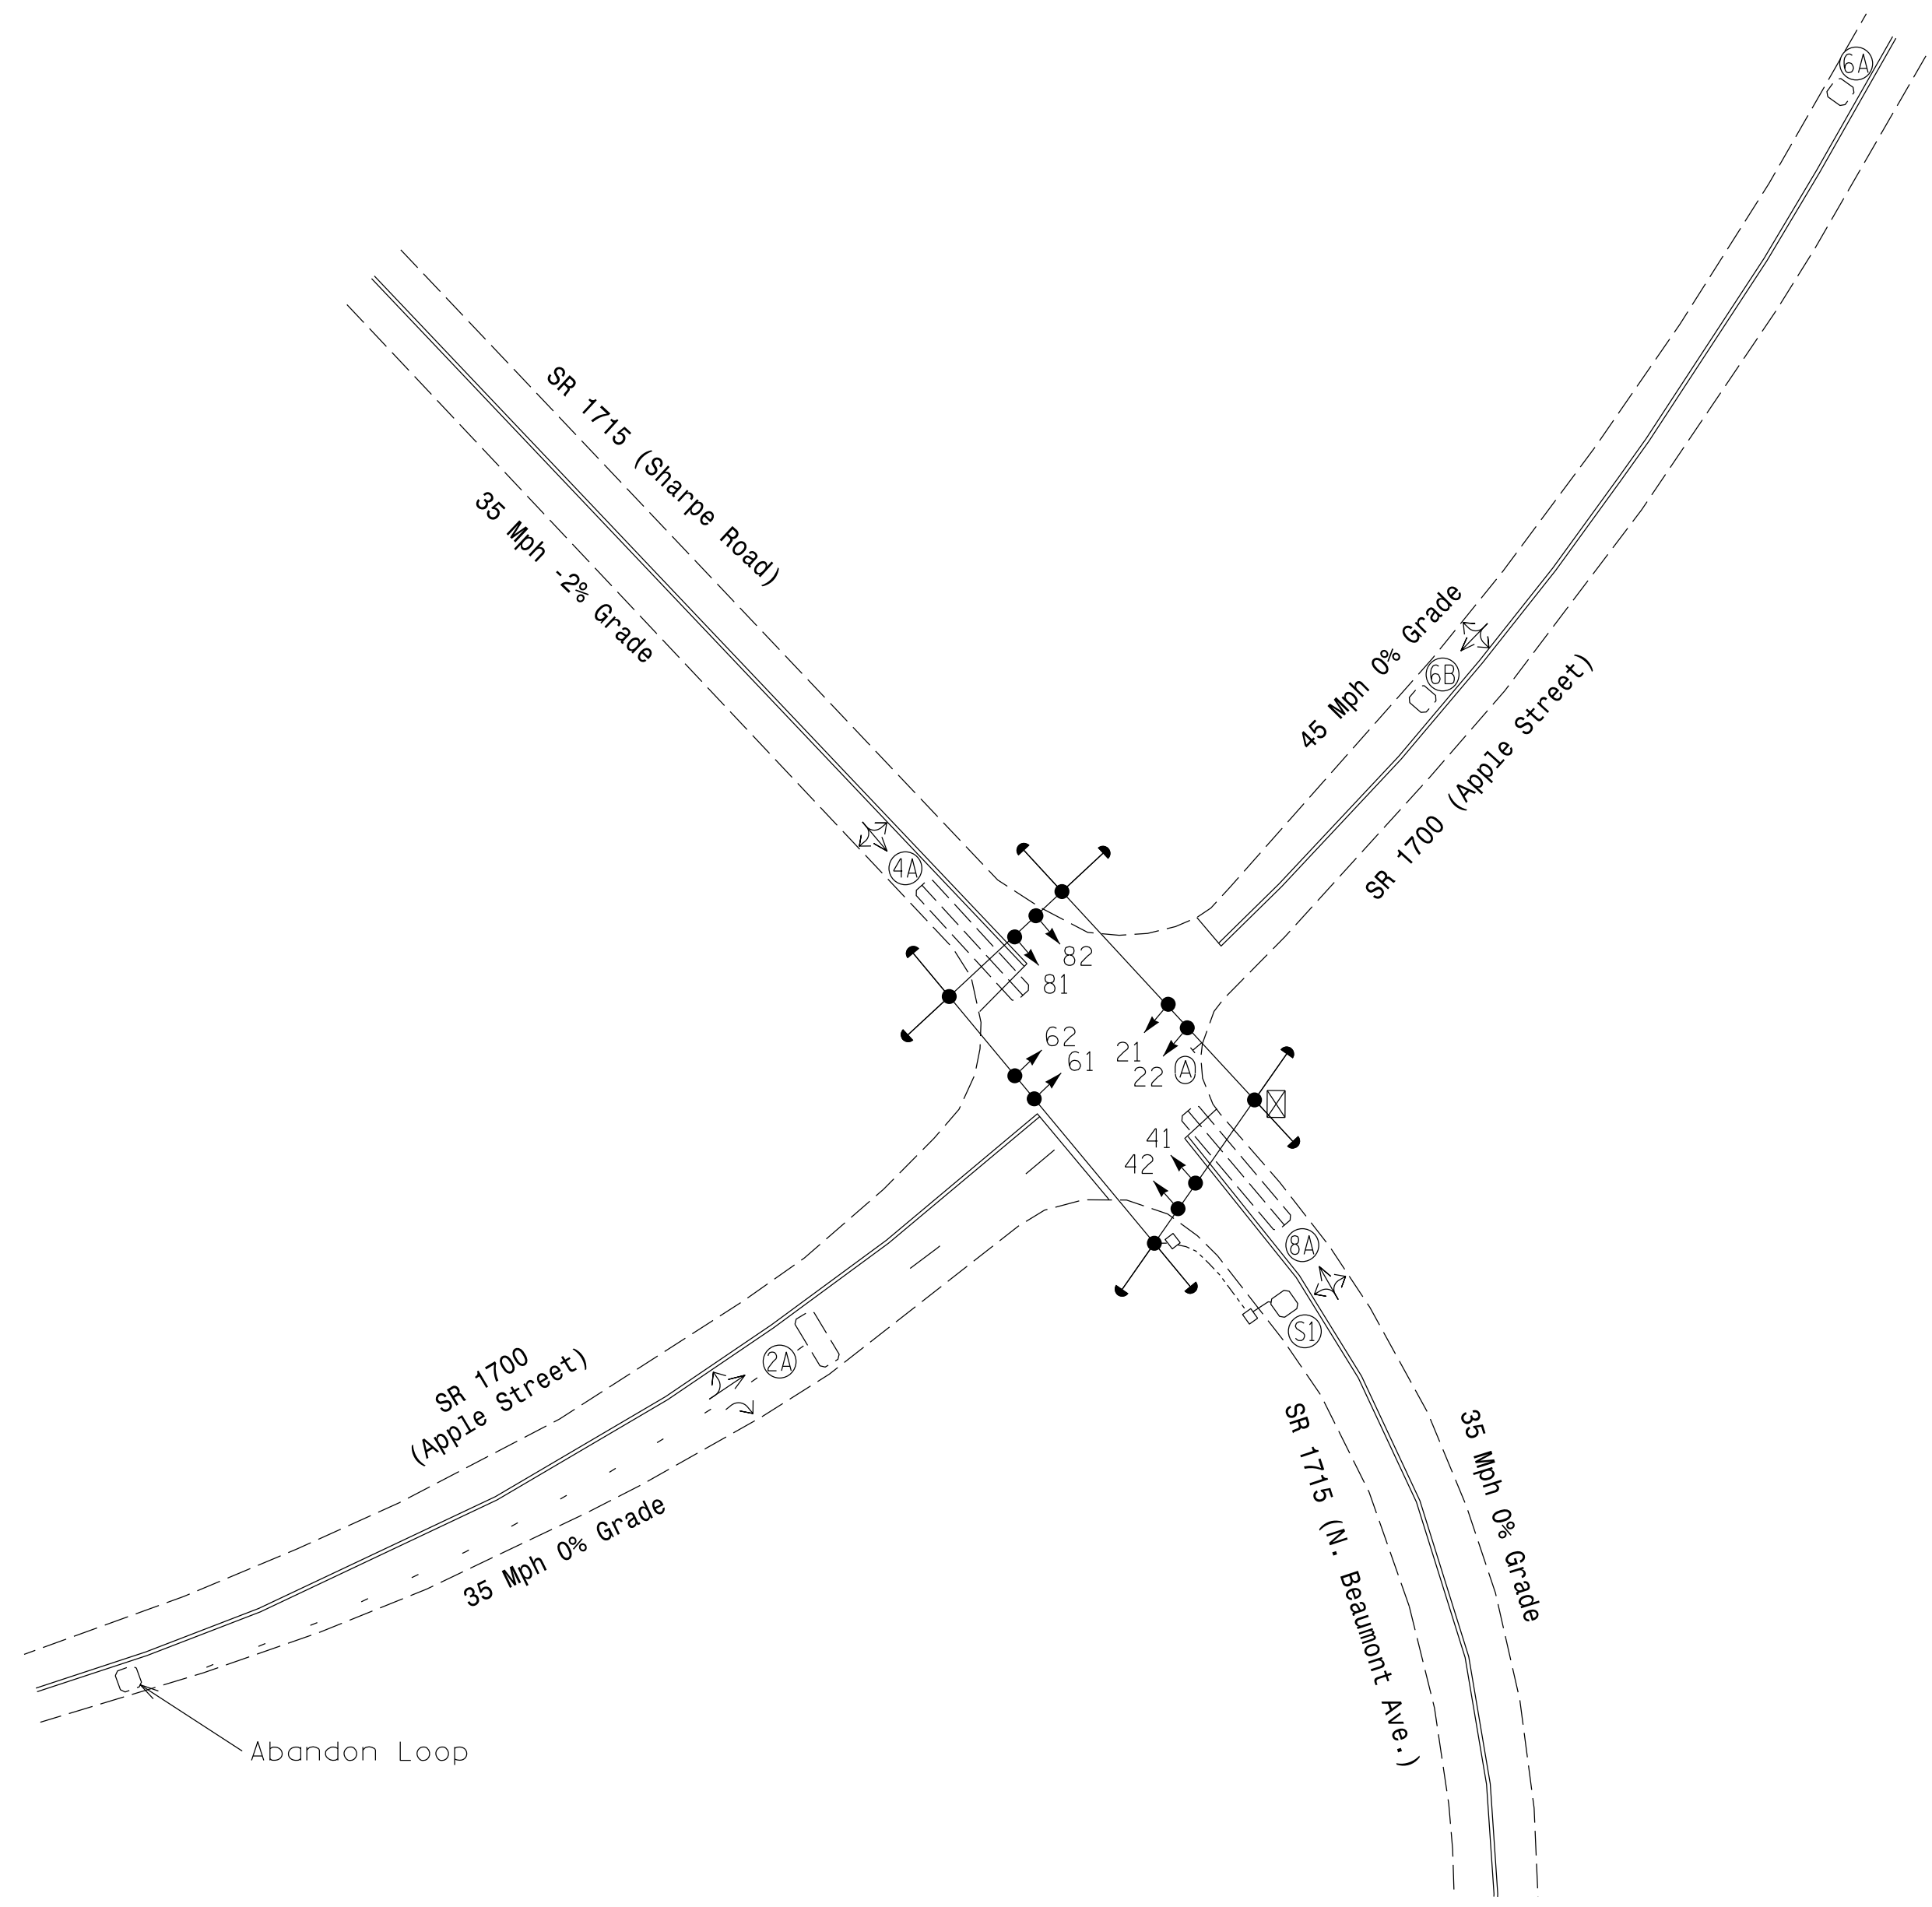 6A
SR 1715 (Sharpe Road)
35 Mph -2% Grade
45 Mph 0% Grade
6B
SR 1700 (Apple Street)
4A
82
81
62
61
21
22
A
41
42
8A
S1
2A
SR 1700
(Apple Street)
35 Mph 0% Grade
SR 1715 (N. Beaumont Ave.)
35 Mph 0% Grade
Abandon Loop